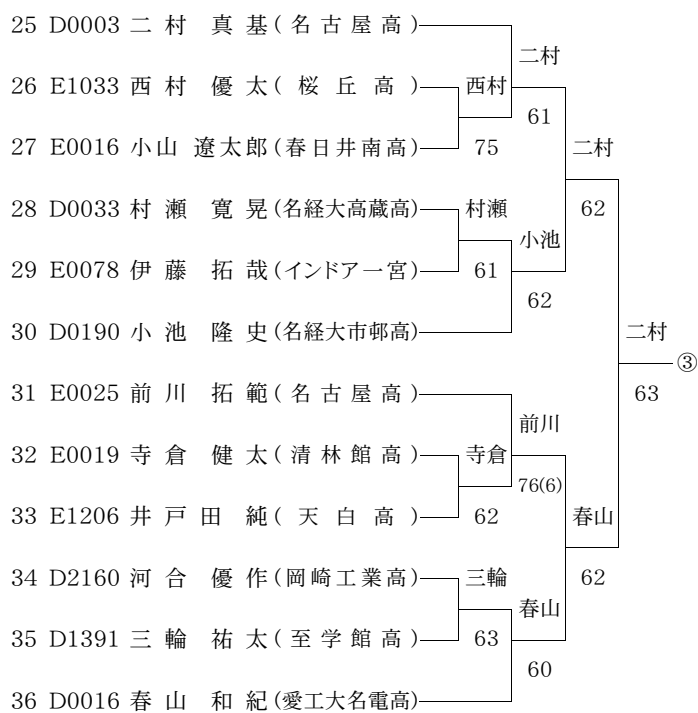 25 D0003 二村 真基(名古屋高)
二村
26 E1033 西村 優太(桜丘高)
西村
61
27 E0016 小山 遼太郎(春日井南高)
75
二村
28 D0033 村瀬 寛晃(名経大高蔵高)
村瀬
62
小池
29 E0078 伊藤 拓哉(インドア一宮)
61
62
30 D0190 小池 隆史(名経大市邨高)
二村
③
31 E0025 前川 拓範(名古屋高)
63
前川
32 E0019 寺倉 健太(清林館高)
寺倉
76(6)
33 E1206 井戸田 純(天白高)
62
春山
34 D2160 河合 優作(岡崎工業高)
三輪
62
春山
35 D1391 三輪 祐太(至学館高)
63
60
36 D0016 春山 和紀(愛工大名電高)